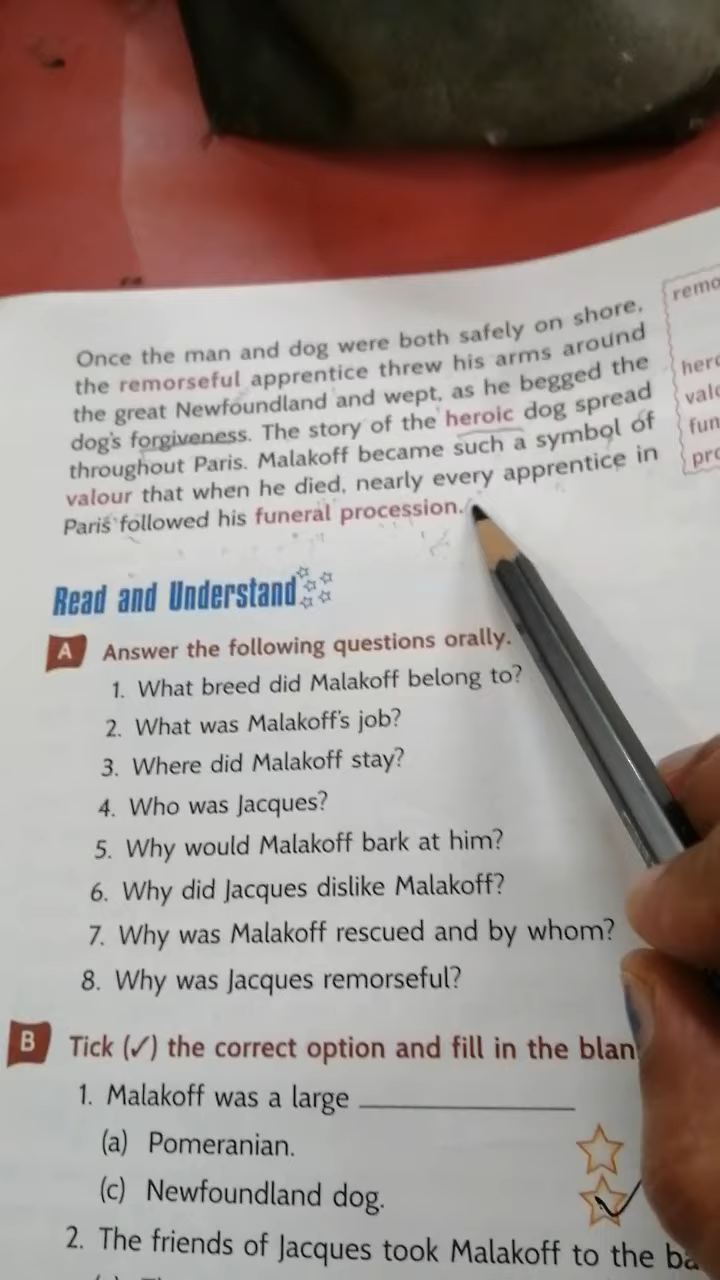 Once the man and dog were both safely on shore,
the remorseful apprentice threw his arms around
the great Newfoundland and wept, as he begged the
dog's forgiveness. The story of the heroic dog spread
throughout Paris. Malakoff became such a symbol of
valour that when he died, nearly every apprentice in
Paris followed his funeral procession.
remo
hero
valo
fun
pro
Read and Understand
A Answer the following questions orally.
1. What breed did Malakoff belong to?
2. What was Malakoff's job?
3. Where did Malakoff stay?
4. Who was Jacques?
5. Why would Malakoff bark at him?
6. Why did Jacques dislike Malakoff?
7. Why was Malakoff rescued and by whom?
8. Why was Jacques remorseful?
B Tick (✓) the correct option and fill in the blan
1. Malakoff was a large
(a) Pomeranian.
(c) Newfoundland dog.
2. The friends of Jacques took Malakoff to the ba